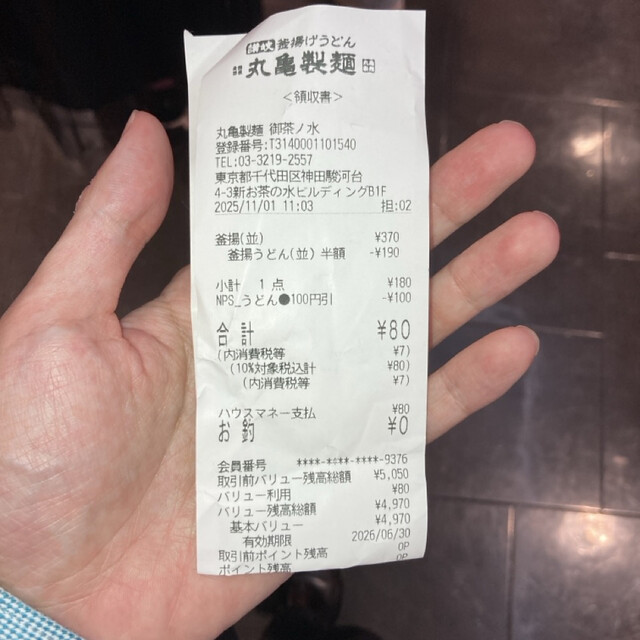 讃岐 釜揚げうどん
丸亀製麺
<領収書>
丸亀製麺 御茶ノ水
登録番号:T3140001101540
TEL:03-3219-2557
東京都千代田区神田駿河台
4-3新お茶の水ビルディングB1F
2025/11/01 11:03 担:02
釜揚(並) ¥370
釜揚うどん(並) 半額 -¥190
小計 1点 ¥180
NPS_うどん●100円引 -¥100
合計 ¥80
(内消費税等 ¥7)
(10%対象税込計 ¥80)
(内消費税等 ¥7)
ハウスマネー支払 ¥80
お釣 ¥0
会員番号 ****-****-****-9376
取引前バリュー残高総額 ¥5,050
バリュー利用 ¥80
バリュー残高総額 ¥4,970
基本バリュー ¥4,970
有効期限 2026/06/30
取引前ポイント残高 0P
ポイント残高 0P